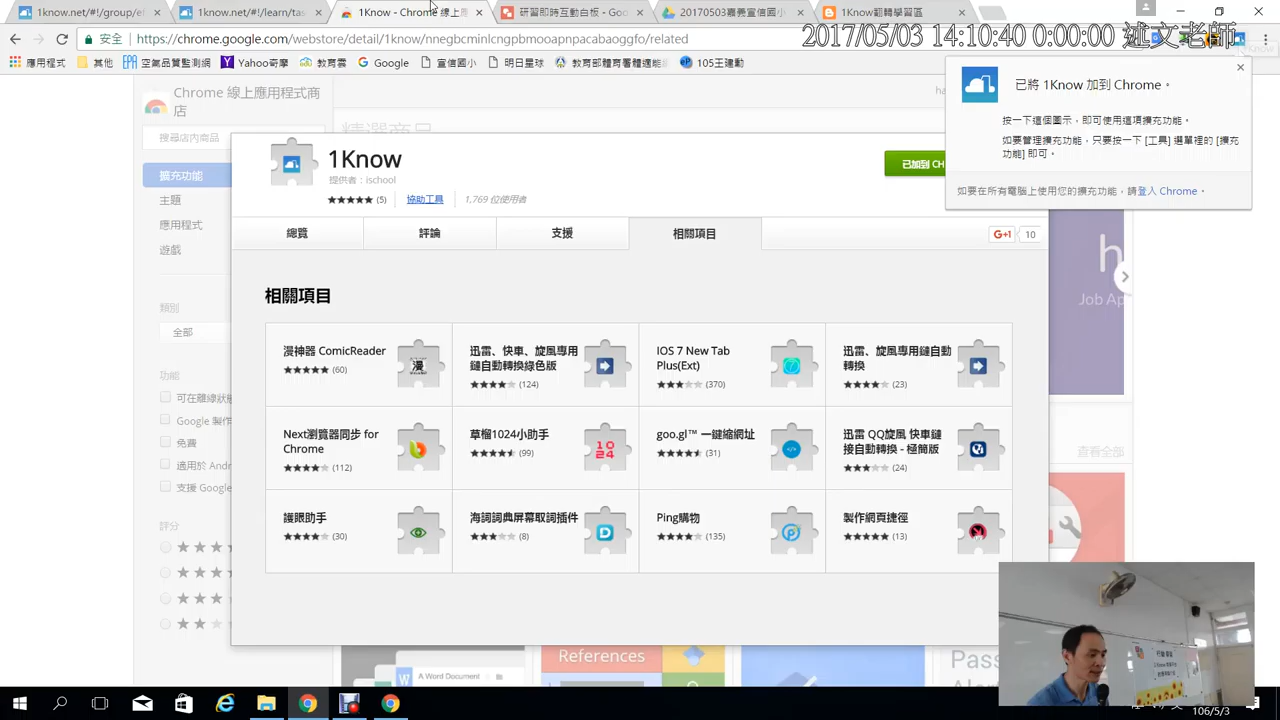 1know.net/#!/group/ef
1know.net/#!/learn/tas
1Know - Chrome 線上應
研習即時互動白板 - Goo
20170503嘉義宣信國小
1Know翻轉學習區
安全
https://chrome.google.com/webstore/detail/1know/nnegbcmmlcngpbmooapnpacabaoggfo/related
2017/05/03 14:10:40 0:00:00 述文老師
應用程式
其他
空氣品質監測網
Yahoo奇摩
教育雲
Google
宣信國小
明日星球
教育部體育署體適能
105王建勳
Chrome 線上應用程式商店
搜尋店內商品
擴充功能
主題
應用程式
遊戲
類別
全部
功能
可在離線狀態
Google 製作
免費
適用於 Andr
支援 Google
評分
精選商品
1Know
提供者：ischool
(5)
協助工具
1,769 位使用者
已加到 CH
總覽
評論
支援
相關項目
G+1
10
相關項目
漫神器 ComicReader
漫
(60)
迅雷、快車、旋風專用鏈自動轉換綠色版
(124)
IOS 7 New Tab
Plus(Ext)
(370)
迅雷、旋風專用鏈自動轉換
(23)
Next瀏覽器同步 for
Chrome
(112)
草榴1024小助手
10
24
(99)
goo.gl™ 一鍵縮網址
(31)
迅雷 QQ旋風 快車鏈
接自動轉換 - 極簡版
(24)
護眼助手
(30)
海詞詞典屏幕取詞插件
(8)
Ping購物
(135)
製作網頁捷徑
(13)
已將 1Know 加到 Chrome。
按一下這個圖示，即可使用這項擴充功能。
如要管理擴充功能，只要按一下 [工具] 選單裡的 [擴充
功能] 即可。
如要在所有電腦上使用您的擴充功能，請登入 Chrome。
h
Job Ap
查看全部
A Word Document
References
Pass
106/5/3